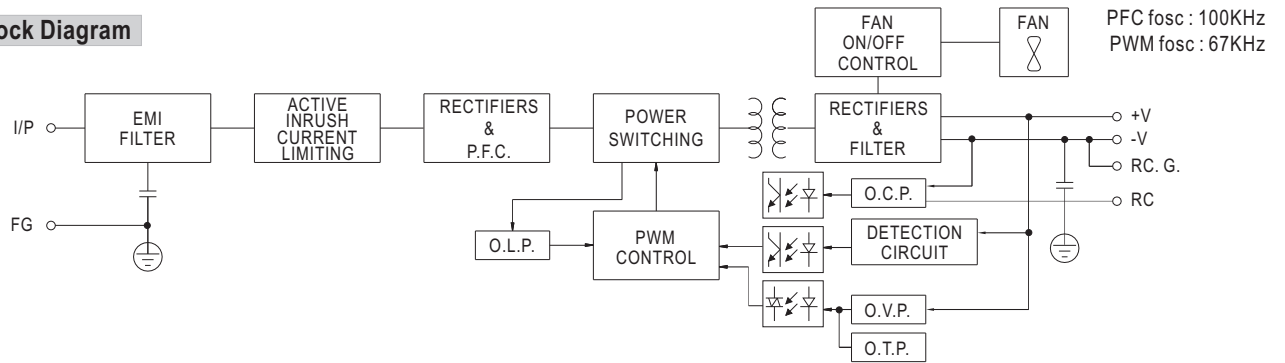 ock Diagram
PFC fosc : 100KHz
PWM fosc : 67KHz
FAN
ON/OFF
CONTROL
FAN
I/P
EMI
FILTER
ACTIVE
INRUSH
CURRENT
LIMITING
RECTIFIERS
&
P.F.C.
POWER
SWITCHING
RECTIFIERS
&
FILTER
+V
-V
RC. G.
RC
FG
O.L.P.
PWM
CONTROL
O.C.P.
DETECTION
CIRCUIT
O.V.P.
O.T.P.